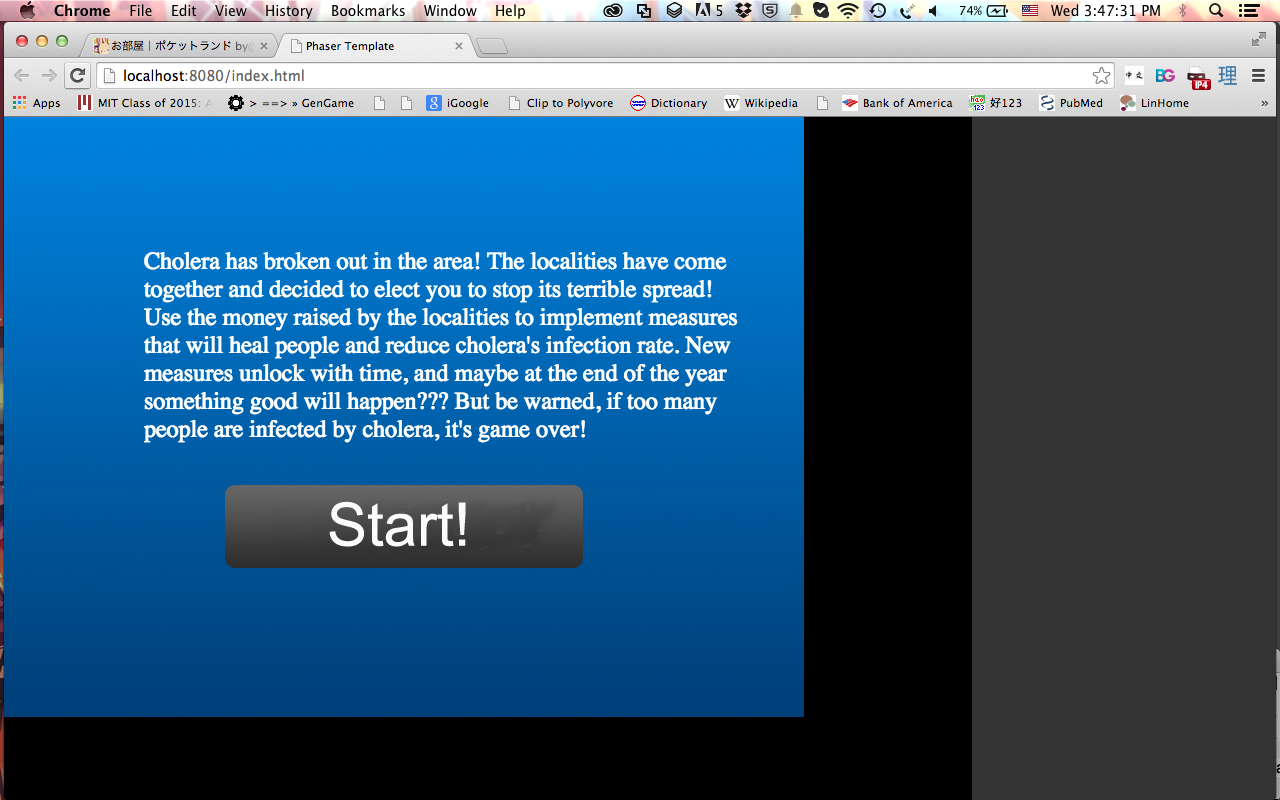 Chrome File Edit View History Bookmarks Window Help 5 74% Wed 3:47:31 PM
お部屋｜ポケットランド by Phaser Template
localhost:8080/index.html BG IP4 理
Apps MIT Class of 2015: > ==> » GenGame iGoogle Clip to Polyvore Dictionary W Wikipedia Bank of America 好123 PubMed LinHome »
Cholera has broken out in the area! The localities have come
together and decided to elect you to stop its terrible spread!
Use the money raised by the localities to implement measures
that will heal people and reduce cholera's infection rate. New
measures unlock with time, and maybe at the end of the year
something good will happen??? But be warned, if too many
people are infected by cholera, it's game over!
Start!